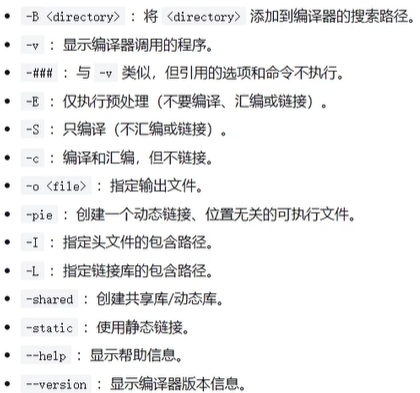 -B <directory> ：将 <directory> 添加到编译器的搜索路径。
-v ：显示编译器调用的程序。
-### ：与 -v 类似，但引用的选项和命令不执行。
-E ：仅执行预处理（不要编译、汇编或链接）。
-S ：只编译（不汇编或链接）。
-c ：编译和汇编，但不链接。
-o <file> ：指定输出文件。
-pie ：创建一个动态链接、位置无关的可执行文件。
-I ：指定头文件的包含路径。
-L ：指定链接库的包含路径。
-shared ：创建共享库/动态库。
-static ：使用静态链接。
--help ：显示帮助信息。
--version ：显示编译器版本信息。